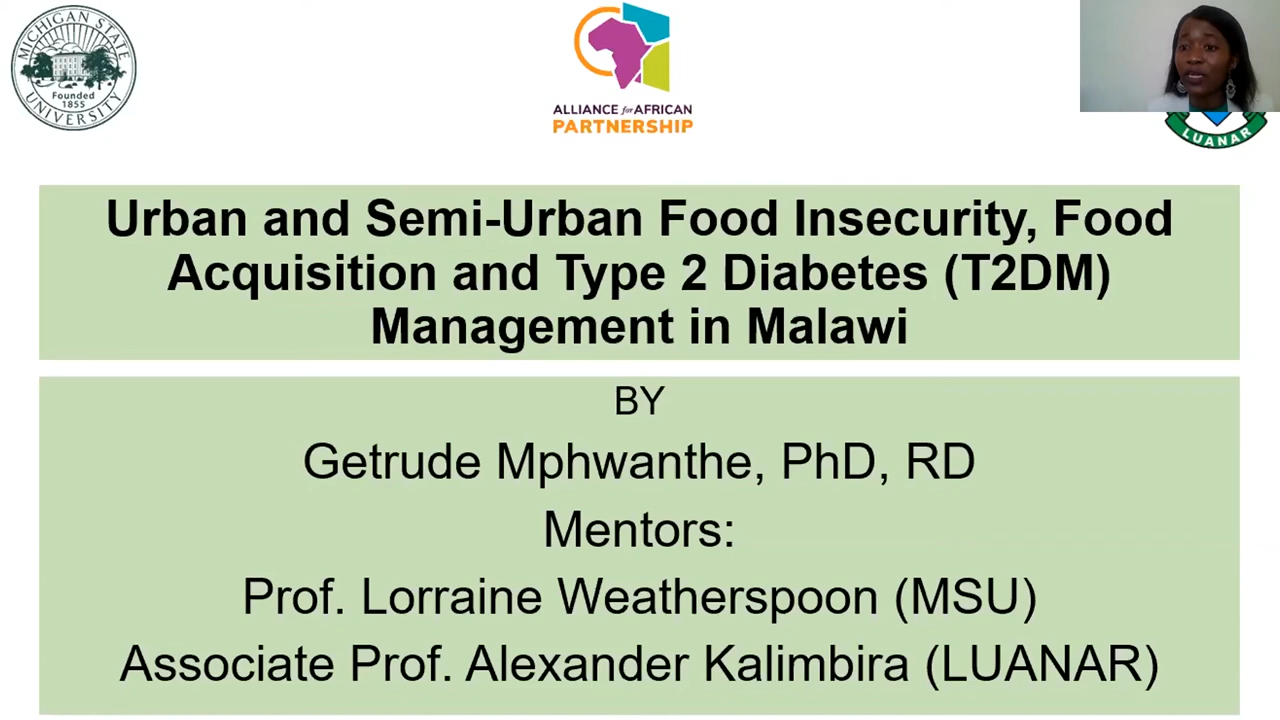 MICHIGAN STATE UNIVERSITY
Founded
1855
ALLIANCE for AFRICAN
PARTNERSHIP
LUANAR
Urban and Semi-Urban Food Insecurity, Food
Acquisition and Type 2 Diabetes (T2DM)
Management in Malawi
BY
Getrude Mphwanthe, PhD, RD
Mentors:
Prof. Lorraine Weatherspoon (MSU)
Associate Prof. Alexander Kalimbira (LUANAR)